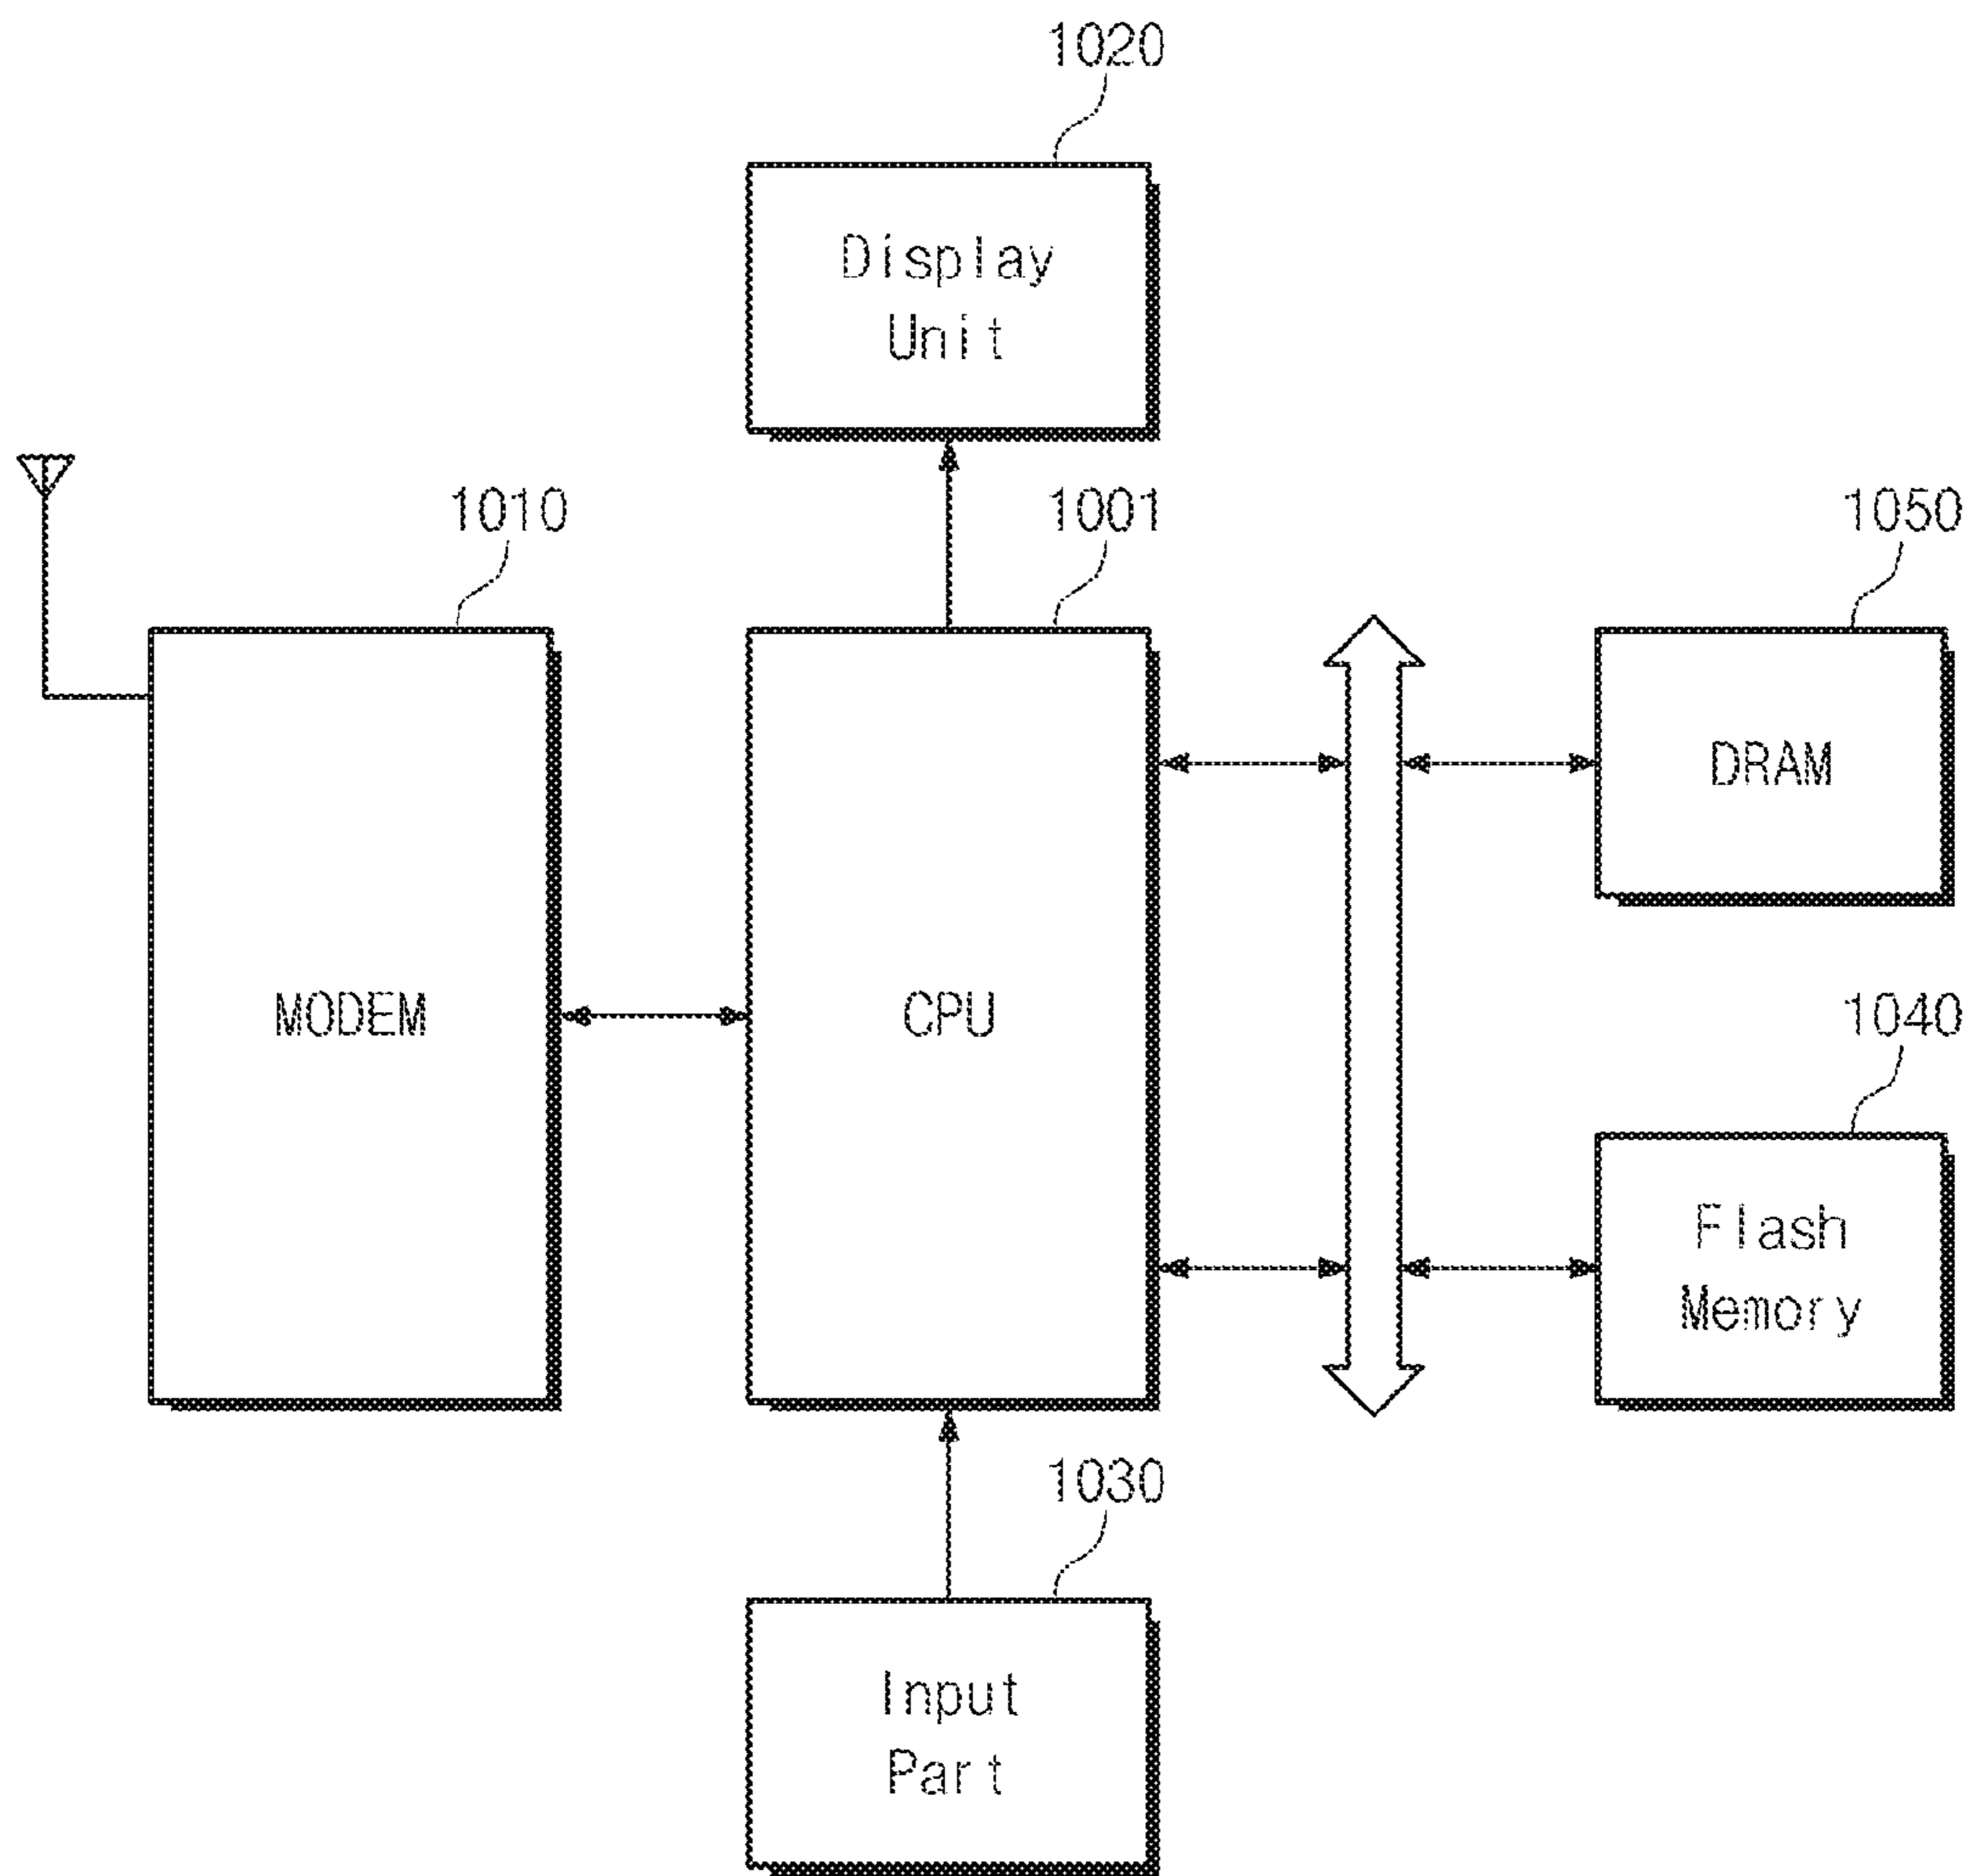 1020
Display
Unit
1010
1001
1050
DRAM
MODEM
CPU
1040
Flash
Memory
1030
Input
Part